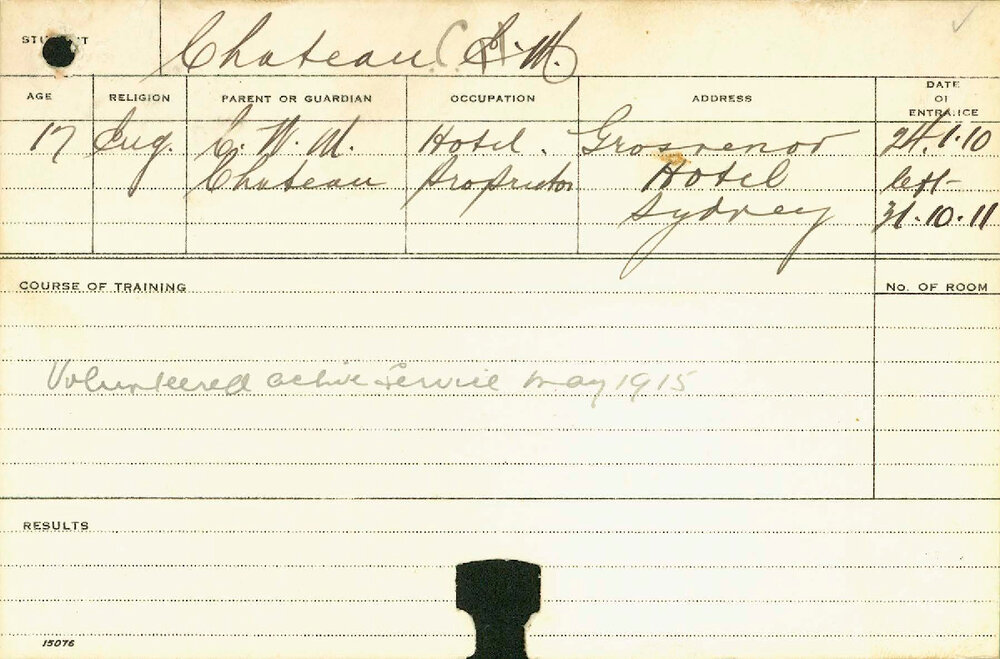 STUDENT Chateau C. H. M.
AGE RELIGION PARENT OR GUARDIAN OCCUPATION ADDRESS DATE OF ENTRANCE
17 Eng. C. W. M. Hotel. Grosvenor 24.1.10
Chateau proprietor Hotel left
Sydney 31.10.11
COURSE OF TRAINING No. OF ROOM
Volunteered active service May 1915
RESULTS
15076